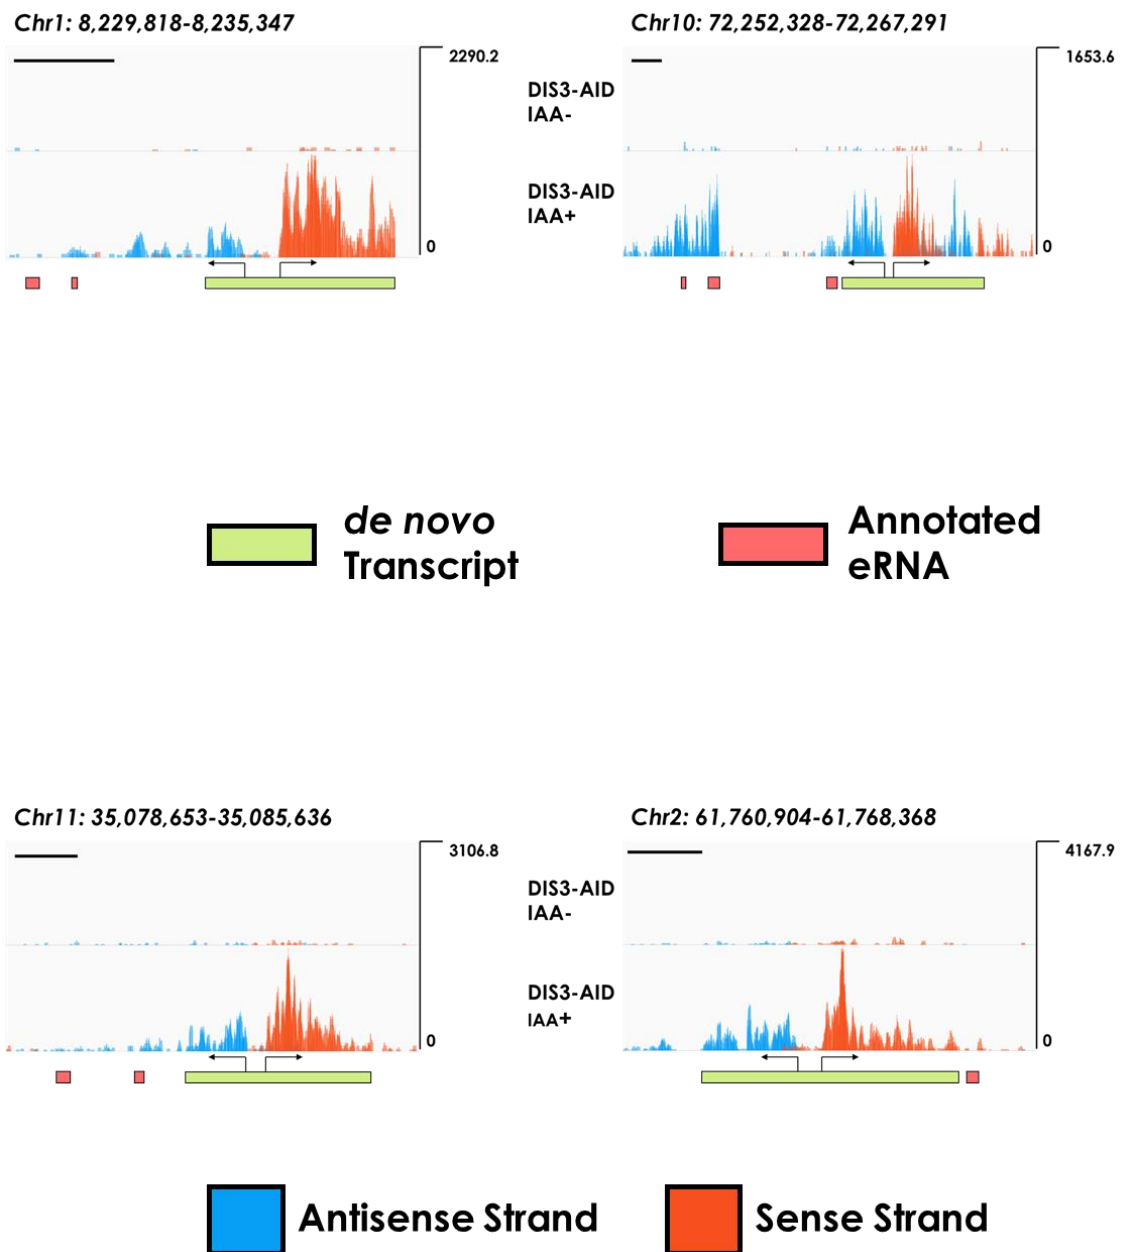 Chr1: 8,229,818-8,235,347
Chr10: 72,252,328-72,267,291
2290.2
1653.6
DIS3-AID
IAA-
DIS3-AID
IAA+
0
0
de novo
Transcript
Annotated
eRNA
Chr11: 35,078,653-35,085,636
Chr2: 61,760,904-61,768,368
3106.8
4167.9
DIS3-AID
IAA-
DIS3-AID
IAA+
0
0
Antisense Strand
Sense Strand